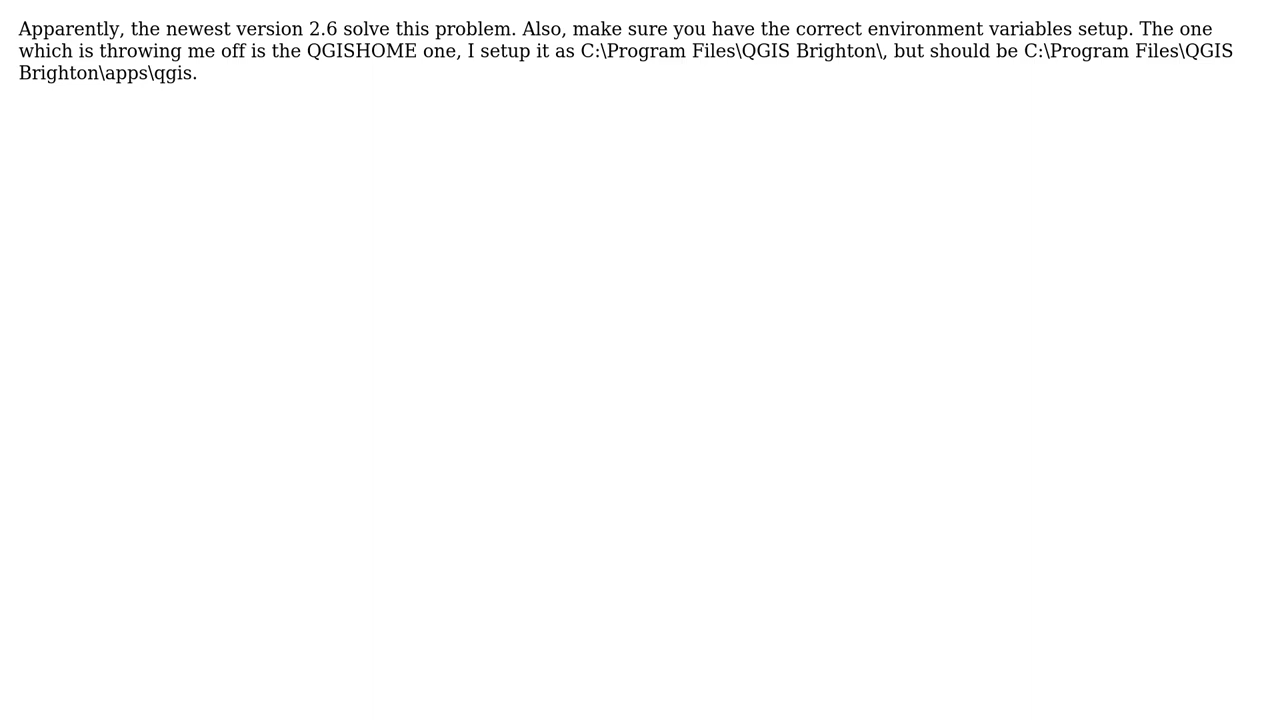 Apparently, the newest version 2.6 solve this problem. Also, make sure you have the correct environment variables setup. The one
which is throwing me off is the QGISHOME one, I setup it as C:\Program Files\QGIS Brighton\, but should be C:\Program Files\QGIS
Brighton\apps\qgis.